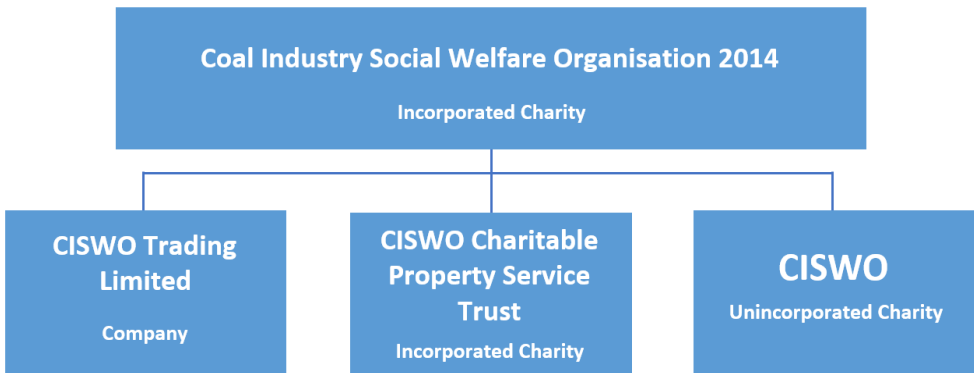 Coal Industry Social Welfare Organisation 2014
Incorporated Charity
CISWO Trading
Limited
Company
CISWO Charitable
Property Service
Trust
Incorporated Charity
CISWO
Unincorporated Charity